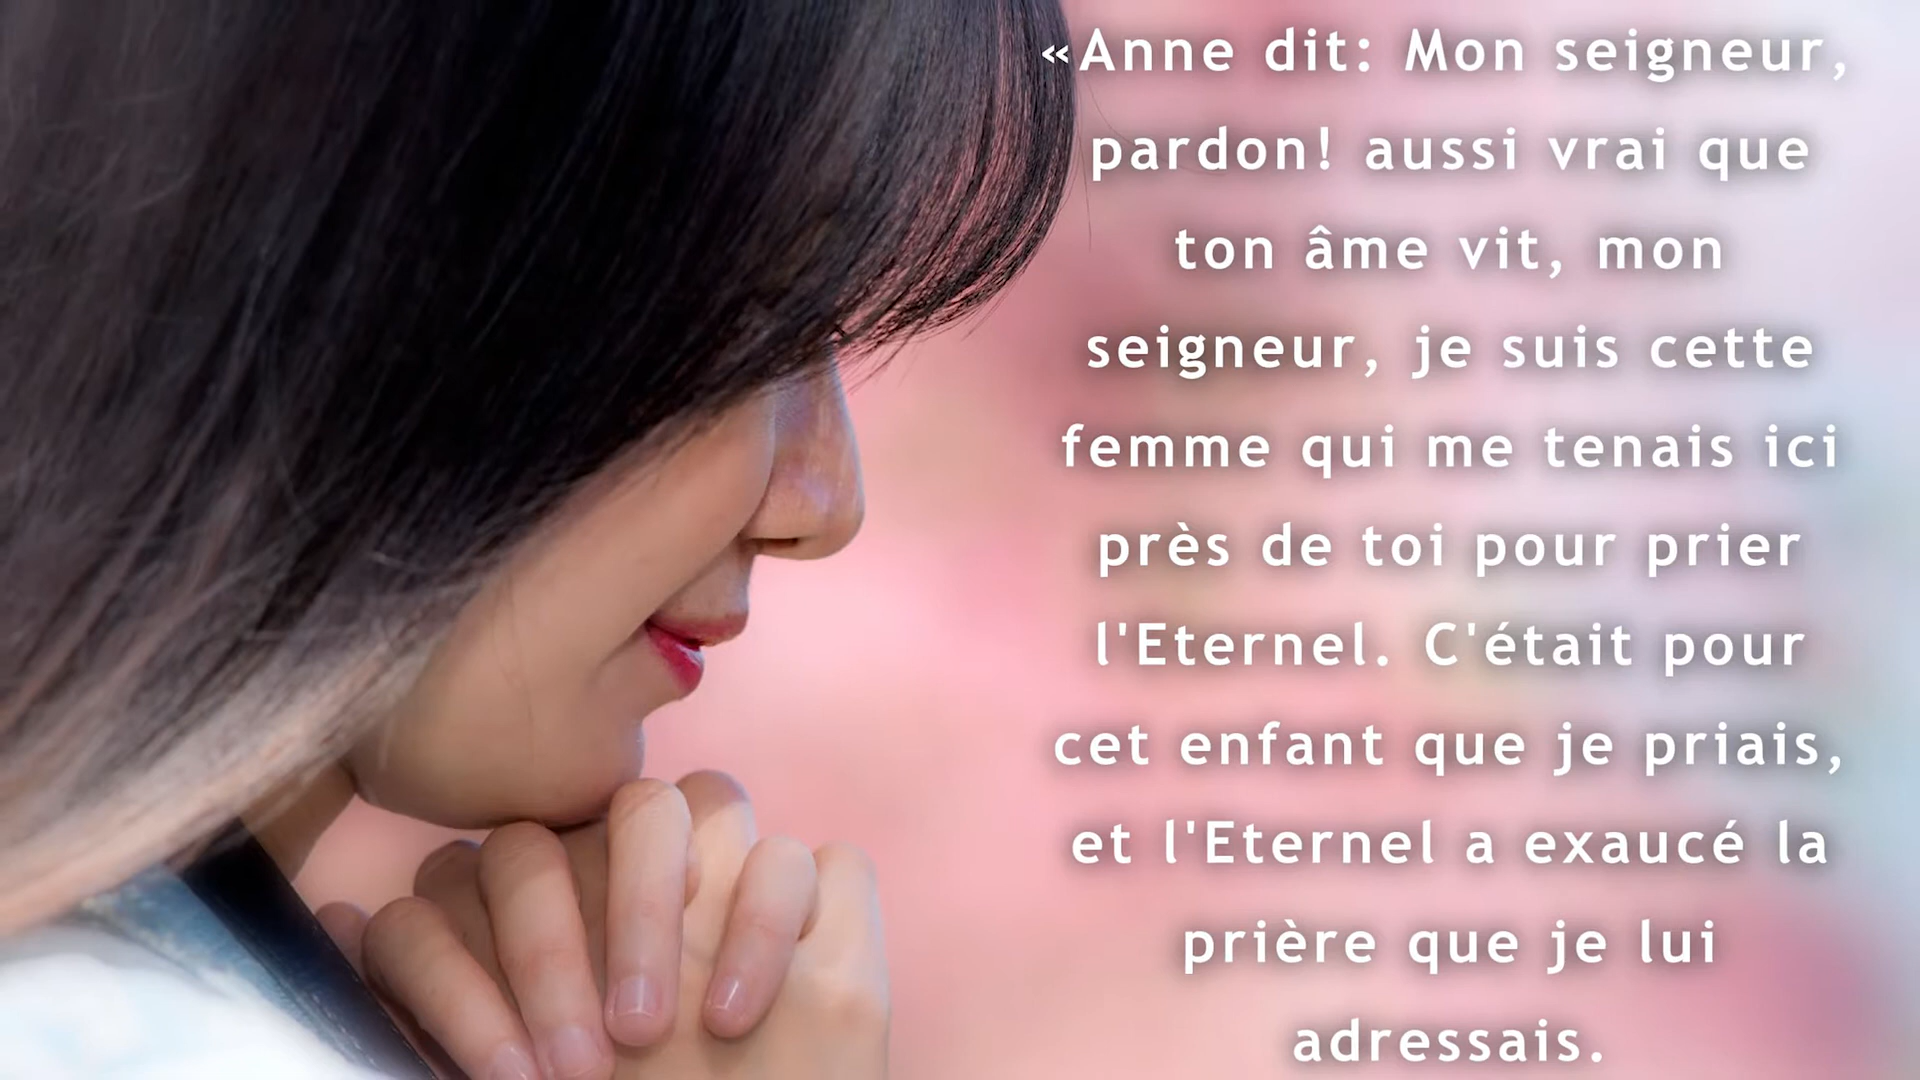 «Anne dit: Mon seigneur,
pardon! aussi vrai que
ton âme vit, mon
seigneur, je suis cette
femme qui me tenais ici
près de toi pour prier
l'Eternel. C'était pour
cet enfant que je priais,
et l'Eternel a exaucé la
prière que je lui
adressais.